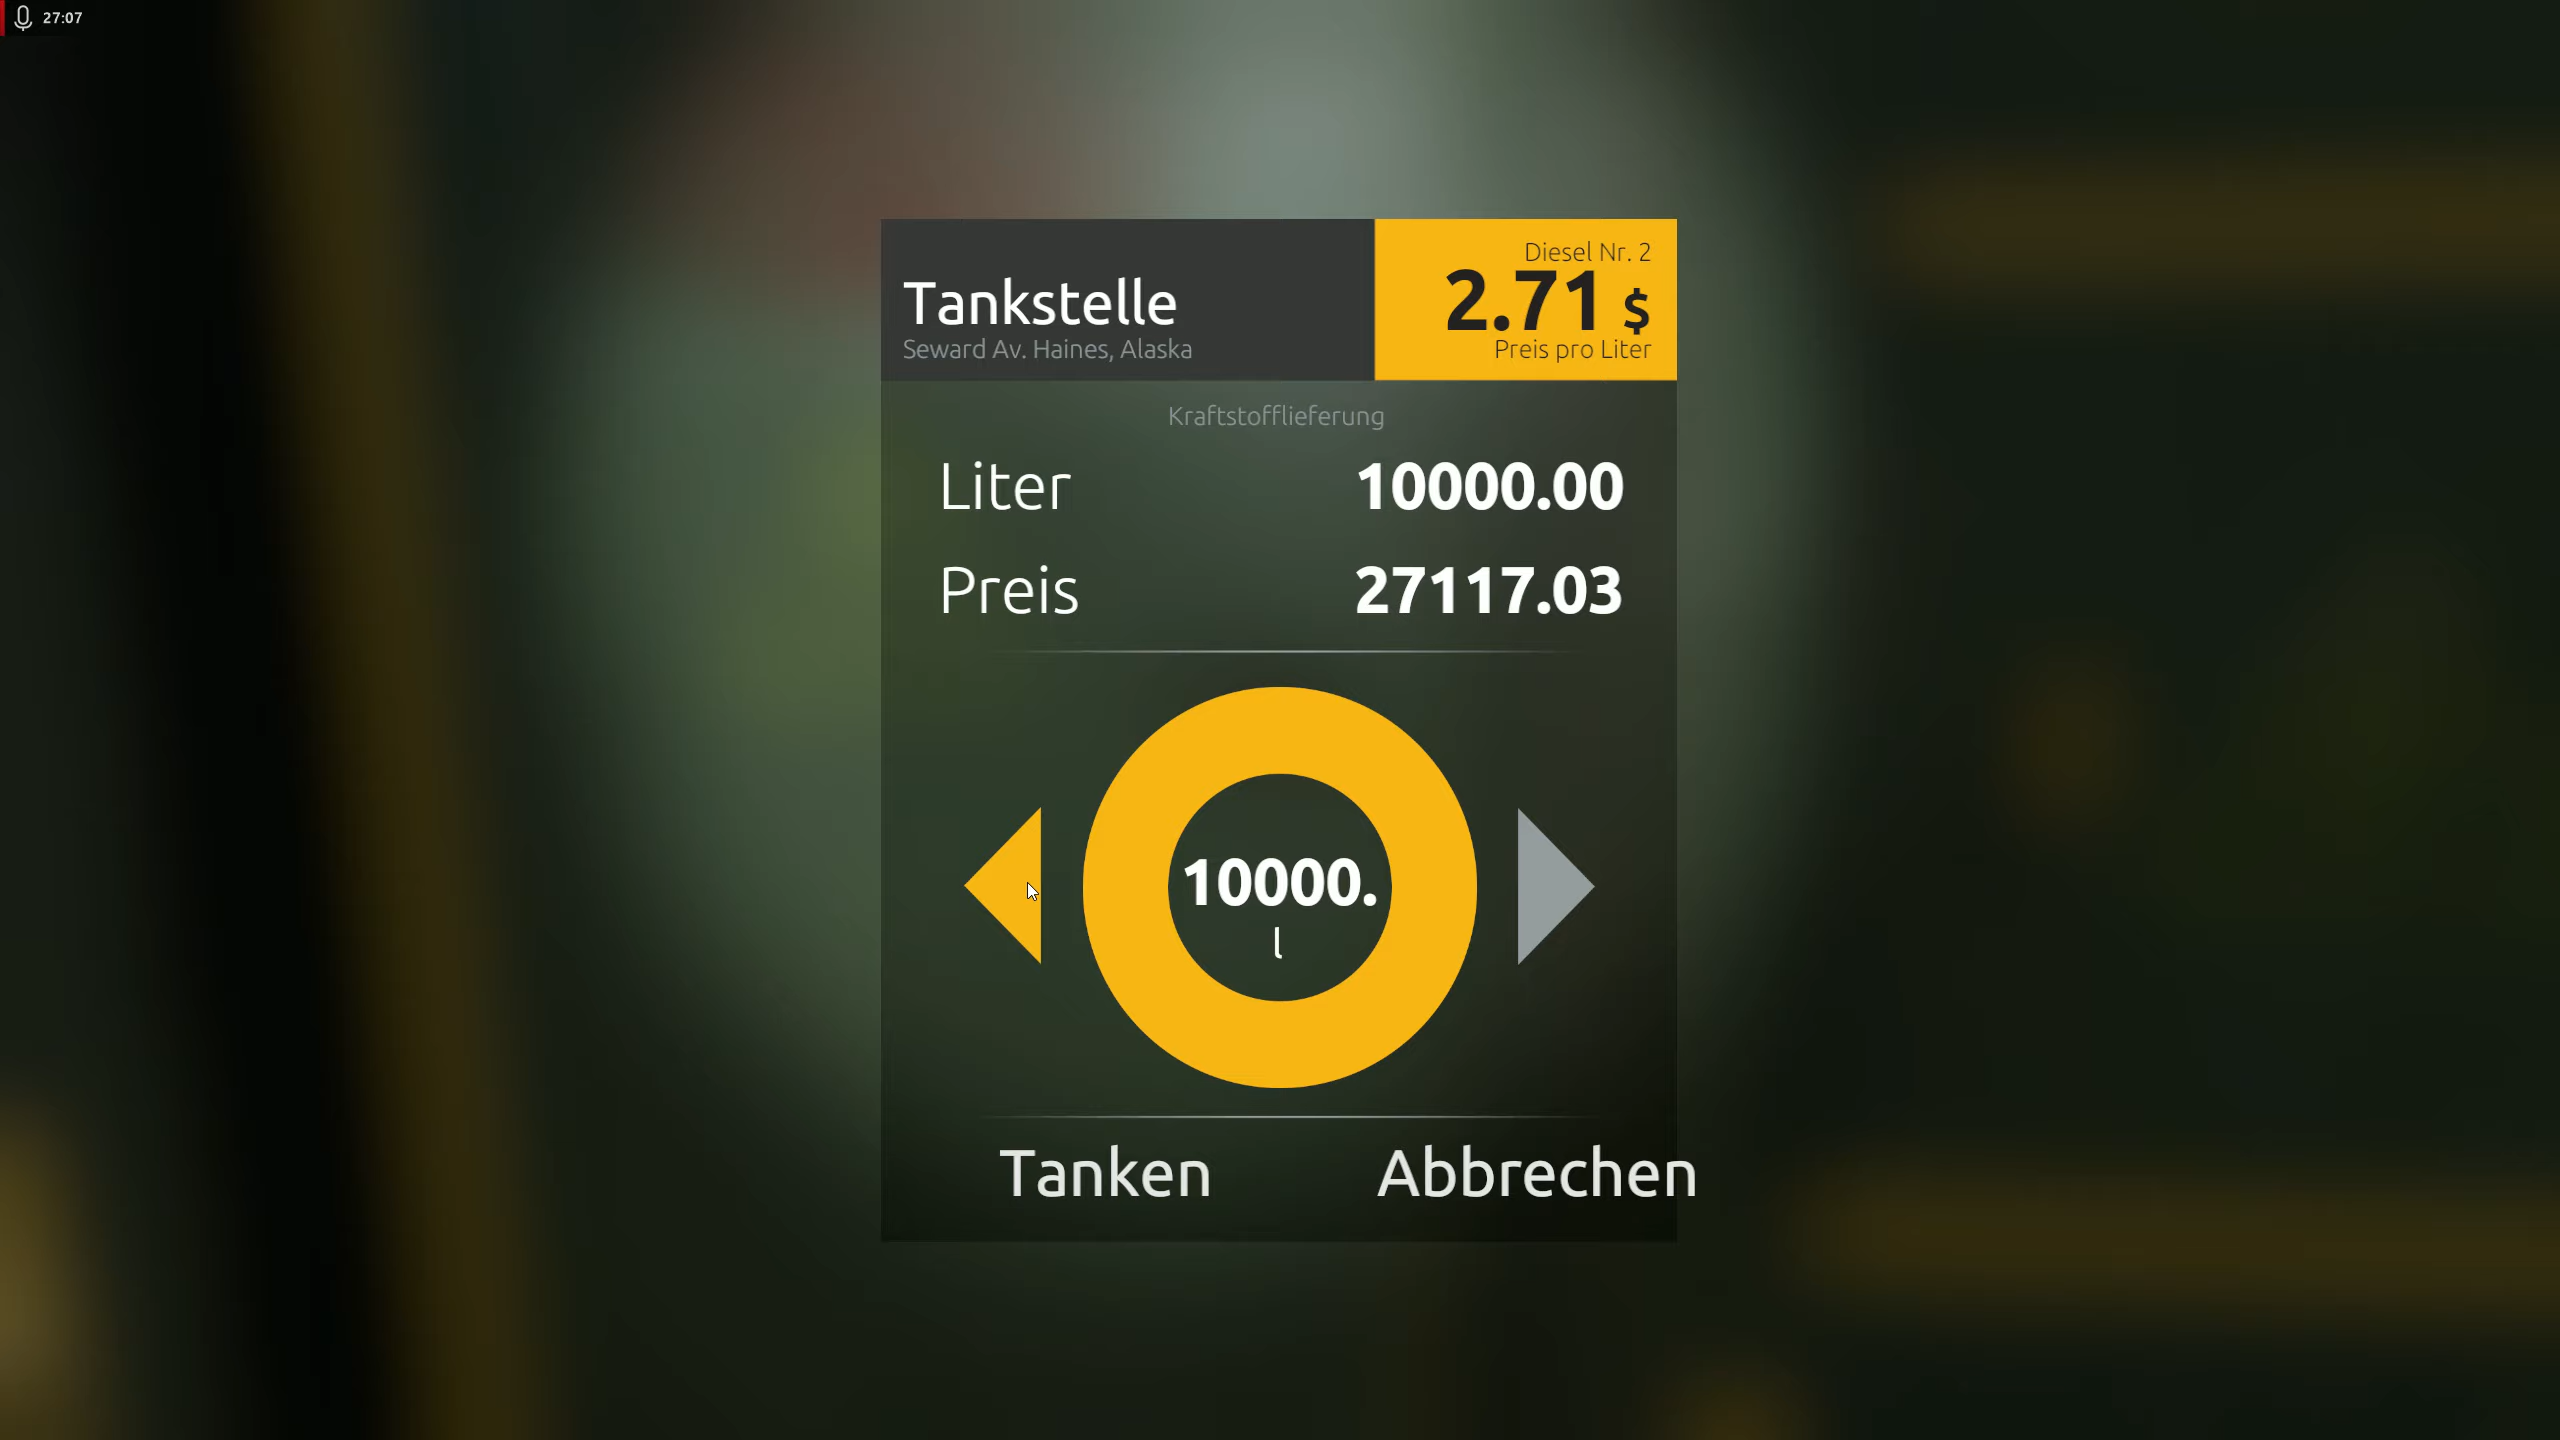 27:07
Diesel Nr. 2
Tankstelle
2.71 $
Seward Av. Haines, Alaska
Preis pro Liter
Kraftstofflieferung
Liter 10000.00
Preis 27117.03
10000.
l
Tanken Abbrechen